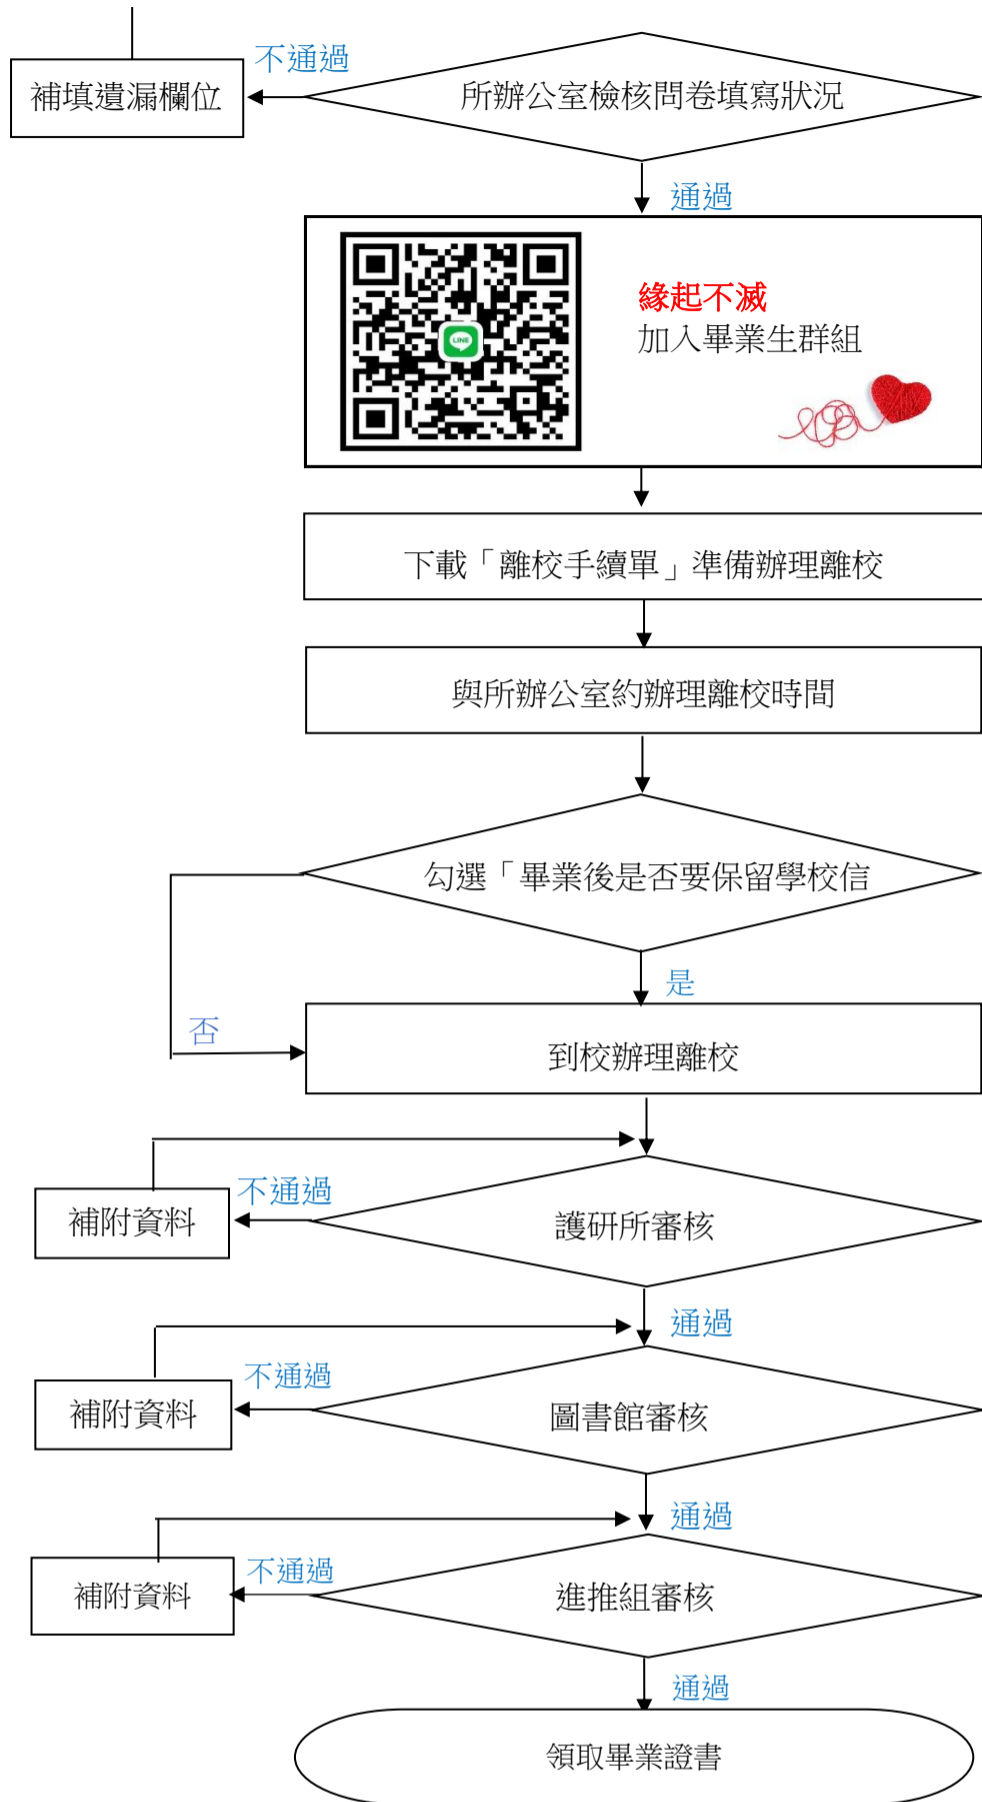 不通過
補填遺漏欄位
所辦公室檢核問卷填寫狀況
通過
LINE
緣起不滅
加入畢業生群組
下載「離校手續單」準備辦理離校
與所辦公室約辦理離校時間
勾選「畢業後是否要保留學校信
是
否
到校辦理離校
不通過
補附資料
護研所審核
通過
不通過
補附資料
圖書館審核
通過
不通過
補附資料
進推組審核
通過
領取畢業證書